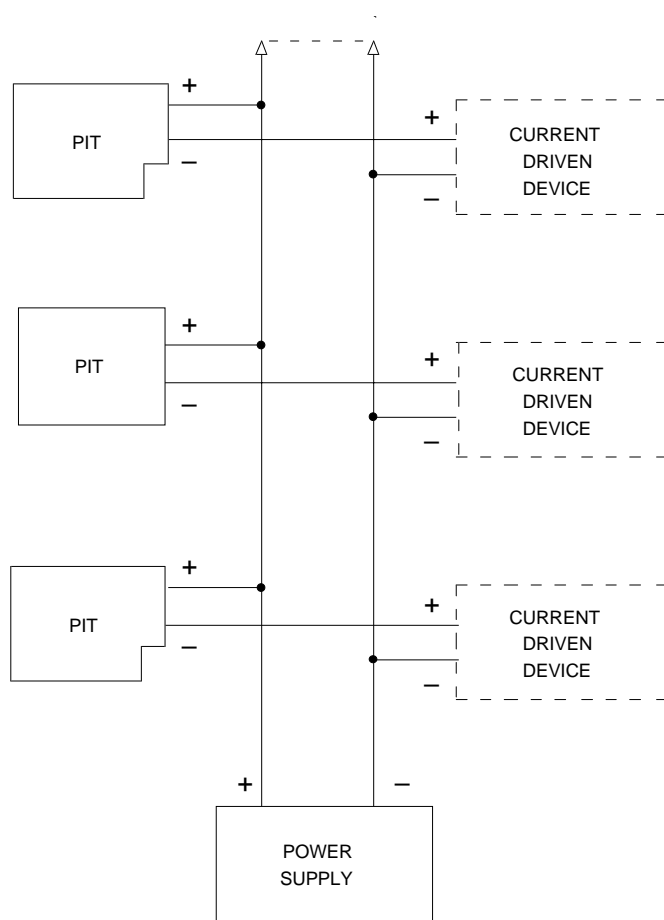 +
PIT
−
+
CURRENT
DRIVEN
DEVICE
−
+
PIT
−
+
CURRENT
DRIVEN
DEVICE
−
+
PIT
−
+
CURRENT
DRIVEN
DEVICE
−
+
−
POWER
SUPPLY